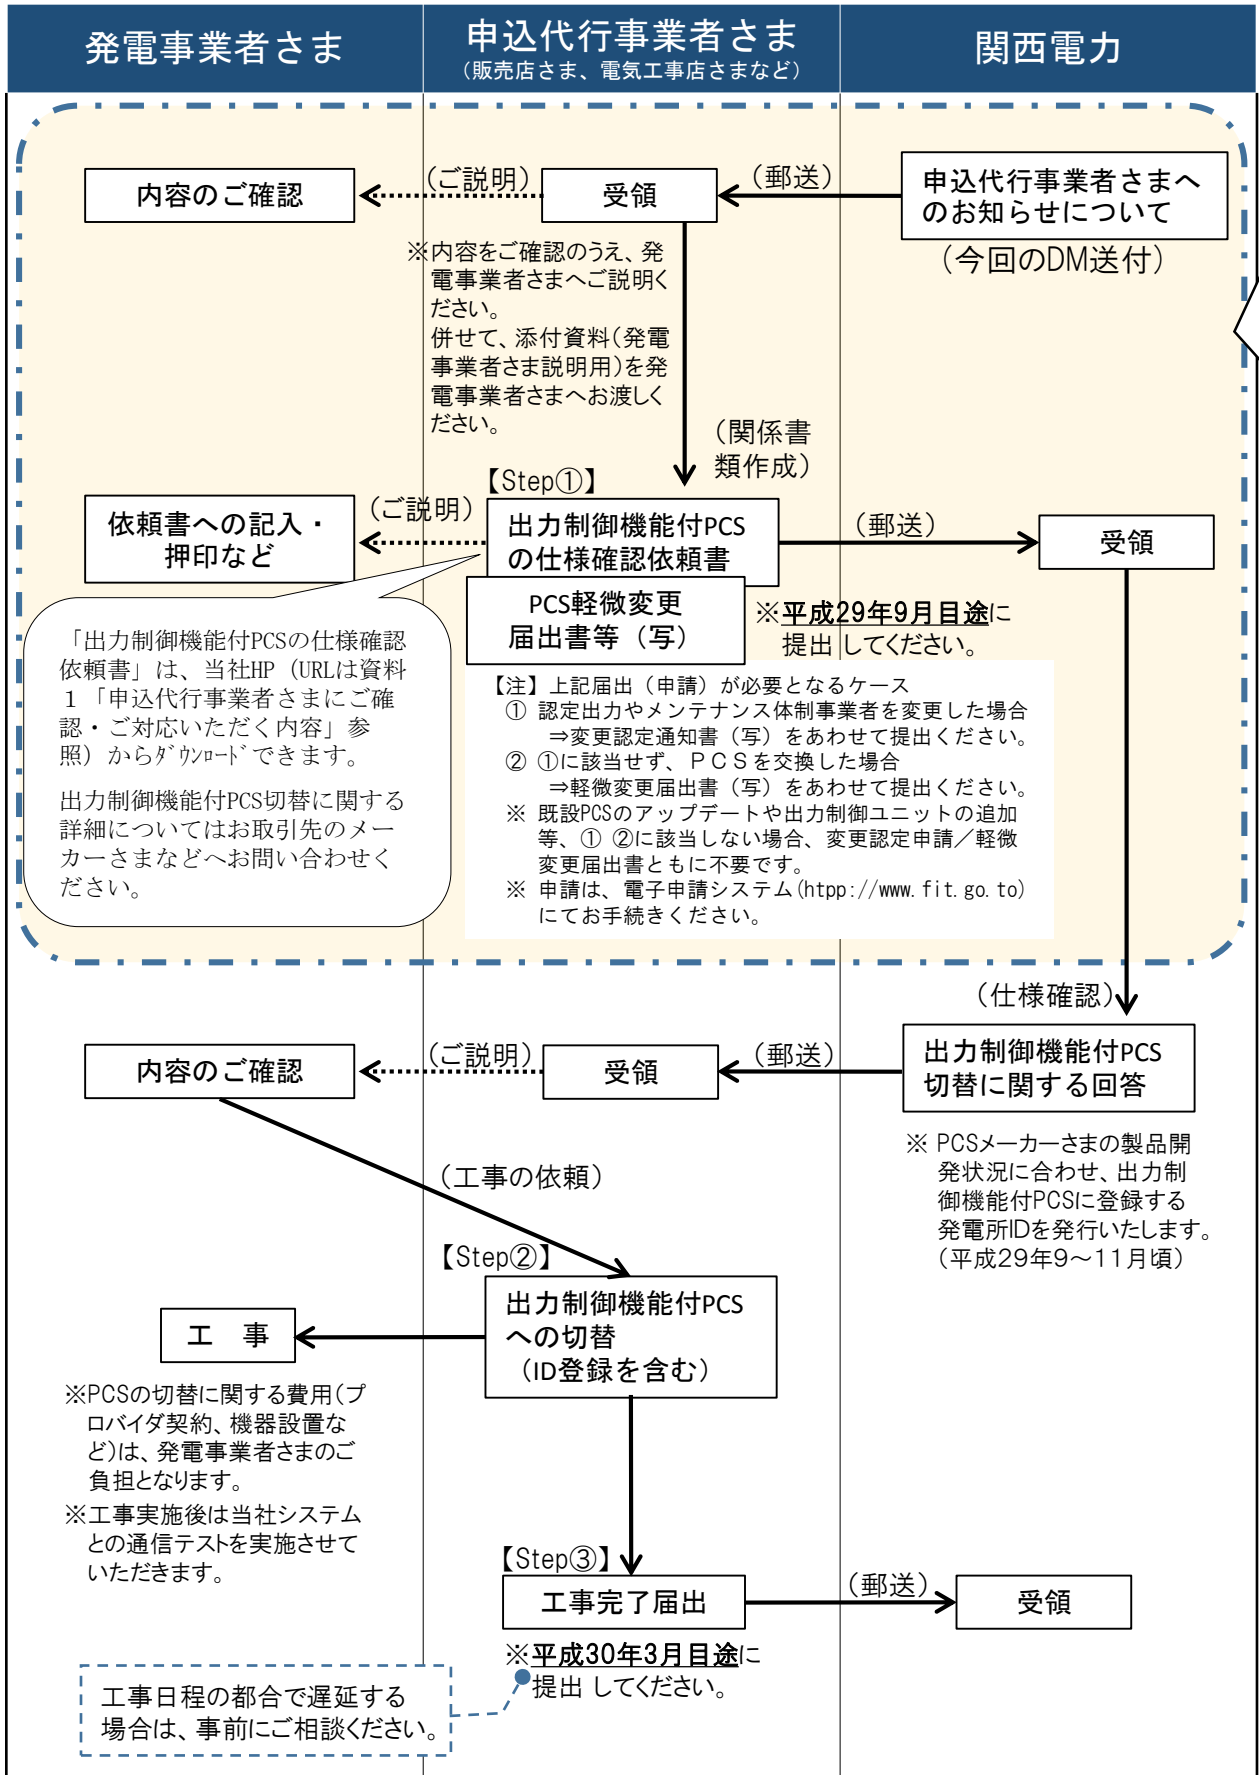 発電事業者さま
申込代行事業者さま
（販売店さま、電気工事店さまなど）
関西電力
内容のご確認
（ご説明）
受領
（郵送）
申込代行事業者さまへ
のお知らせについて
（今回のDM送付）
※内容をご確認のうえ、発
電事業者さまへご説明く
ださい。
併せて、添付資料（発電
事業者さま説明用）を発
電事業者さまへお渡しく
ださい。
（関係書
類作成）
【Step①】
依頼書への記入・
押印など
（ご説明）
出力制御機能付PCS
の仕様確認依頼書
（郵送）
受領
PCS軽微変更
届出書等（写）
※平成29年9月目途に
提出 してください。
「出力制御機能付PCSの仕様確認
依頼書」は、当社HP（URLは資料
１「申込代行事業者さまにご確
認・ご対応いただく内容」参
照）からﾀﾞｳﾝﾛｰﾄﾞできます。
出力制御機能付PCS切替に関する
詳細についてはお取引先のメー
カーさまなどへお問い合わせく
ださい。
【注】上記届出（申請）が必要となるケース
① 認定出力やメンテナンス体制事業者を変更した場合
⇒変更認定通知書（写）をあわせて提出ください。
② ①に該当せず、ＰＣＳを交換した場合
⇒軽微変更届出書（写）をあわせて提出ください。
※ 既設PCSのアップデートや出力制御ユニットの追加
等、① ②に該当しない場合、変更認定申請／軽微
変更届出書ともに不要です。
※ 申請は、電子申請システム(htpp://www.fit.go.to)
にてお手続きください。
（仕様確認）
内容のご確認
（ご説明）
受領
（郵送）
出力制御機能付PCS
切替に関する回答
※ PCSメーカーさまの製品開
発状況に合わせ、出力制
御機能付PCSに登録する
発電所IDを発行いたします。
（平成29年9～11月頃）
（工事の依頼）
【Step②】
出力制御機能付PCS
への切替
（ID登録を含む）
工　事
※PCSの切替に関する費用（プ
ロバイダ契約、機器設置な
ど）は、発電事業者さまのご
負担となります。
※工事実施後は当社システム
との通信テストを実施させて
いただきます。
【Step③】
工事完了届出
（郵送）
受領
※平成30年3月目途に
提出 してください。
工事日程の都合で遅延する
場合は、事前にご相談ください。